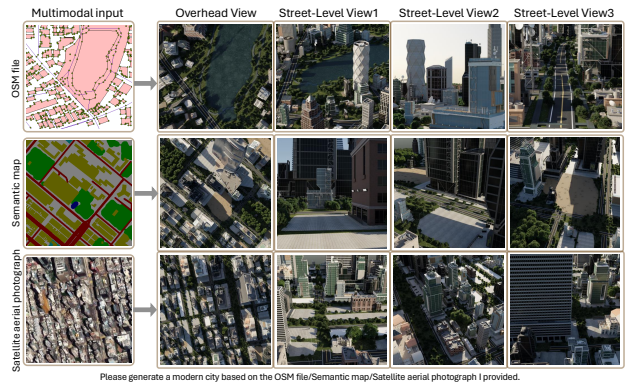 Multimodal input
Overhead View
Street-Level View1
Street-Level View2
Street-Level View3
OSM file
Semantic map
Satellite aerial photograph
Please generate a modern city based on the OSM file/Semantic map/Satellite aerial photograph I provided.